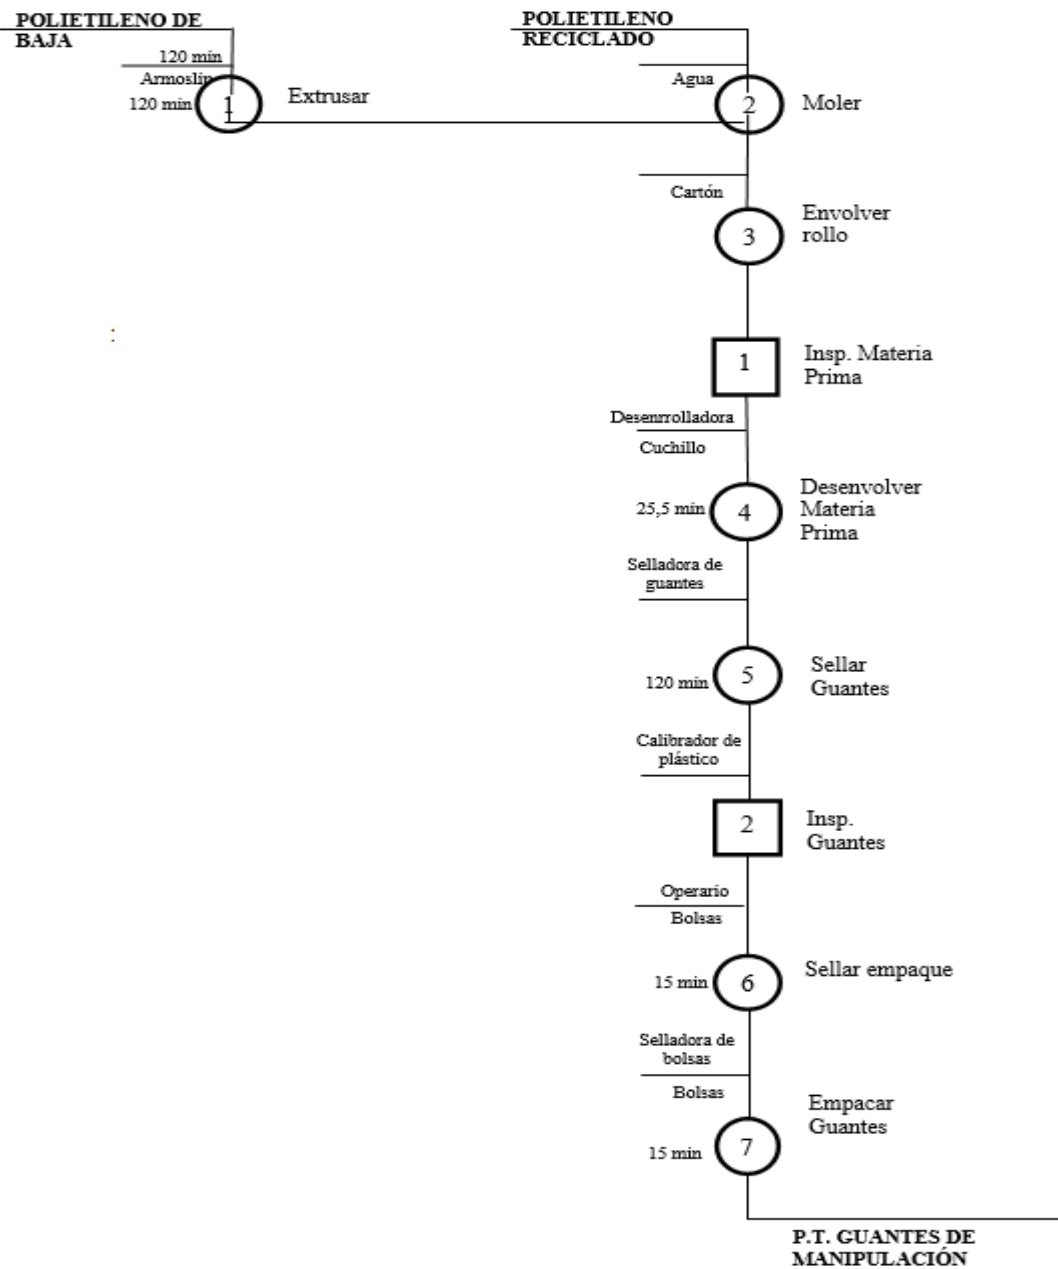 POLIETILENO DE
BAJA
120 min
Armoslip
120 min
1
Extrusar
POLIETILENO
RECICLADO
Agua
2
Moler
Cartón
3
Envolver
rollo
:
1
Insp. Materia
Prima
Desenrrolladora
Cuchillo
25,5 min
4
Desenvolver
Materia
Prima
Selladora de
guantes
120 min
5
Sellar
Guantes
Calibrador de
plástico
2
Insp.
Guantes
Operario
Bolsas
15 min
6
Sellar empaque
Selladora de
bolsas
Bolsas
15 min
7
Empacar
Guantes
P.T. GUANTES DE
MANIPULACIÓN